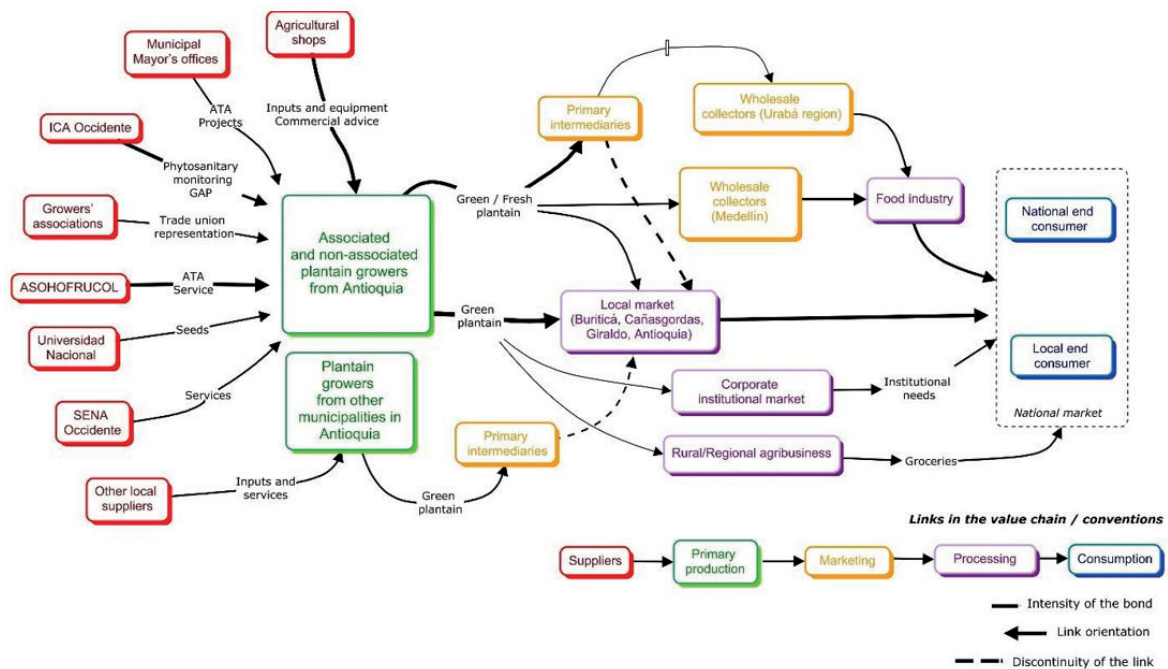 Municipal
Mayor's offices
Agricultural
shops
ICA Occidente
Growers'
associations
ASOHOFRUCOL
Universidad
Nacional
SENA
Occidente
Other local
suppliers
ATA
Projects
Inputs and equipment
Commercial advice
Phytosanitary
monitoring
GAP
Trade union
representation
ATA
Service
Seeds
Services
Inputs and
services
Associated
and non-associated
plantain growers
from Antioquia
Plantain
growers
from other
municipalities in
Antioquia
Green / Fresh
plantain
Green
plantain
Green
plantain
Primary
intermediaries
Primary
intermediaries
Wholesale
collectors (Urabá region)
Wholesale
collectors
(Medellín)
Food industry
Local market
(Buriticá, Cañasgordas,
Giraldo, Antioquia)
Corporate
institutional market
Institutional
needs
Rural/Regional agribusiness
Groceries
National end
consumer
Local end
consumer
National market
Links in the value chain / conventions
Suppliers
Primary
production
Marketing
Processing
Consumption
Intensity of the bond
Link orientation
Discontinuity of the link